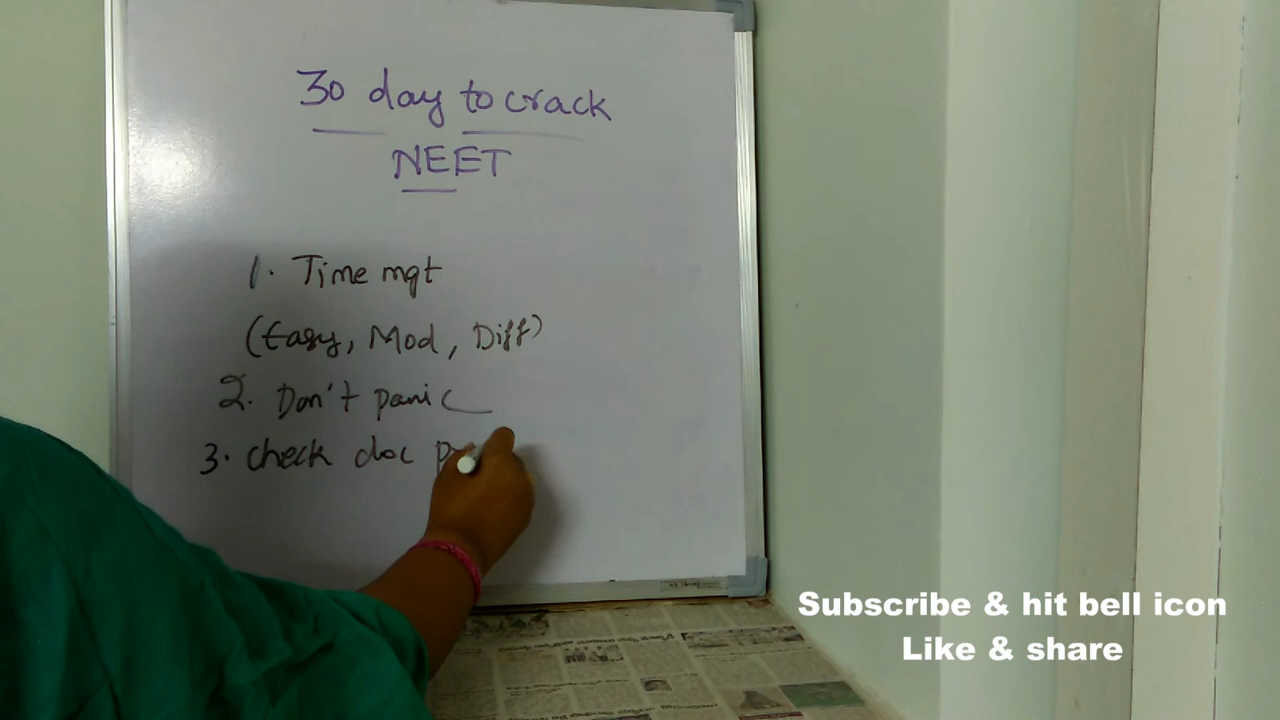 30 day to crack
NEET
1. Time mgt
(Easy, Mod, Diff)
2. Don't panic
3. check doc
Subscribe & hit bell icon
Like & share